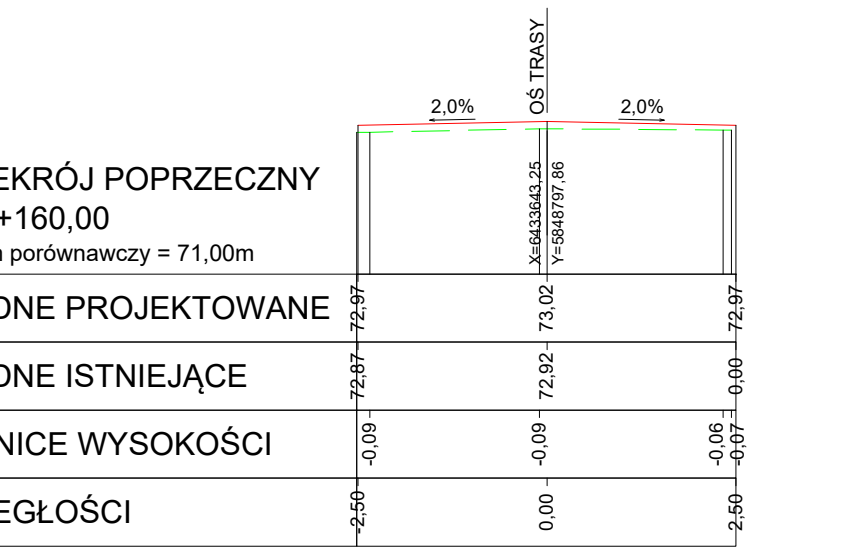 OŚ TRASY
2,0% 2,0%
X=6433643,25
Y=5848797,86
EKRÓJ POPRZECZNY
+160,00
porównawczy = 71,00m
DNE PROJEKTOWANE 72,97 73,02 72,97
DNE ISTNIEJĄCE 72,87 72,92 0,00
NICE WYSOKOŚCI -0,09 -0,09 -0,06 -0,07
EGŁOŚCI -2,50 0,00 2,50